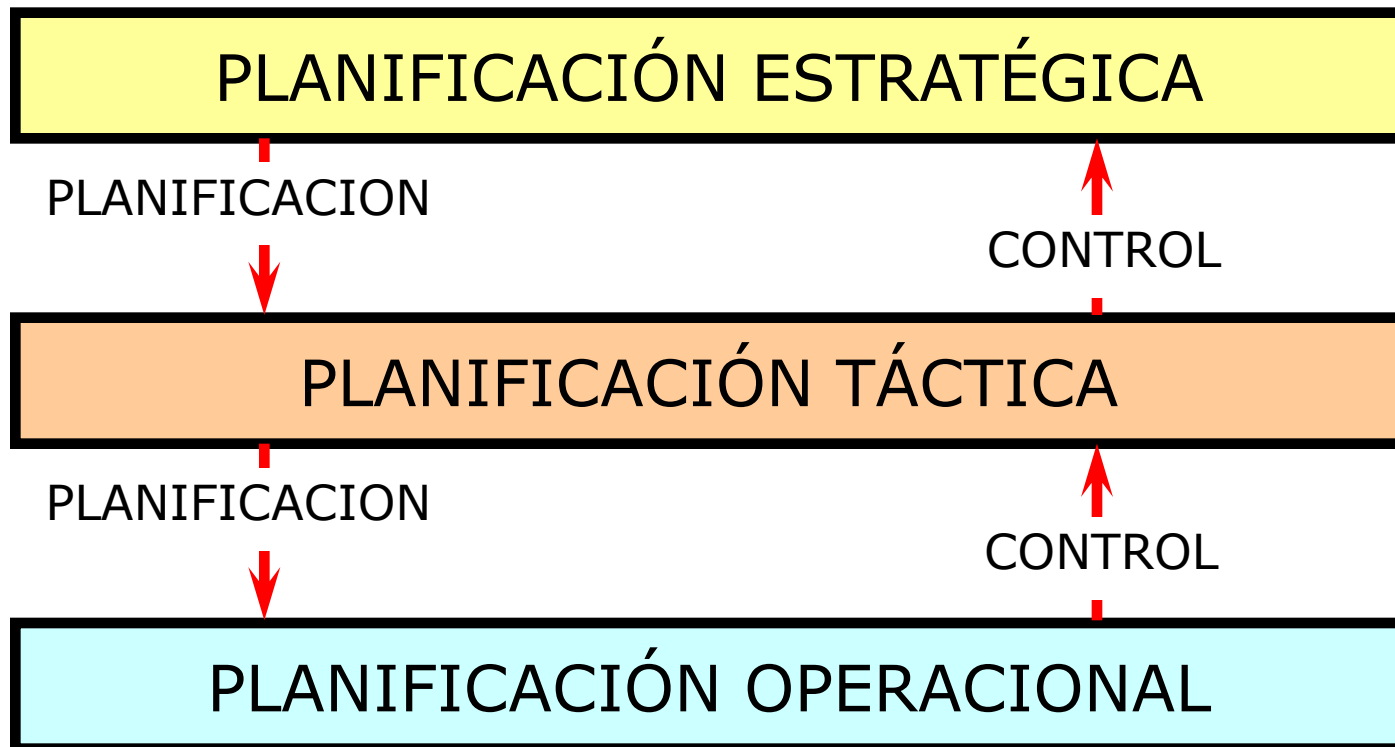 PLANIFICACIÓN ESTRATÉGICA
PLANIFICACION
CONTROL
PLANIFICACIÓN TÁCTICA
PLANIFICACION
CONTROL
PLANIFICACIÓN OPERACIONAL